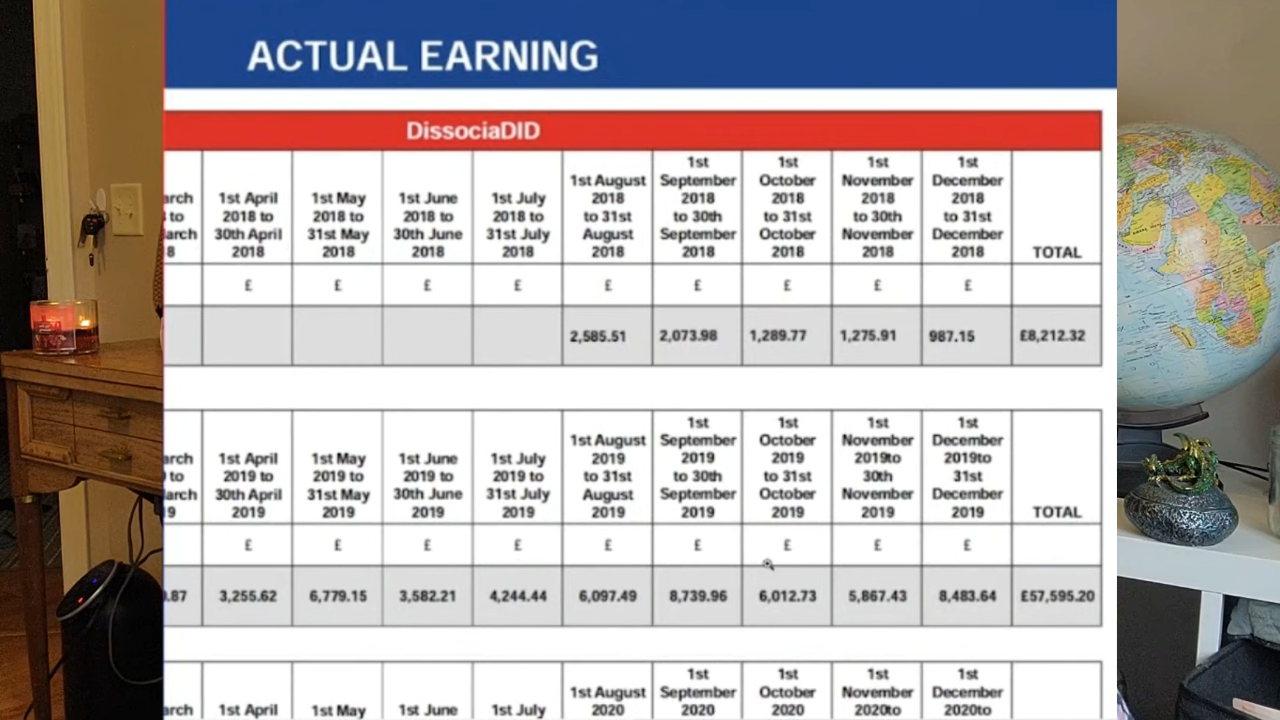 ACTUAL EARNING
DissociaDID
arch 1st April 1st May 1st June 1st July 1st August 1st 1st 1st 1st
to 2018 to 2018 to 2018 to 2018 to 2018 September October November December
arch 30th April 31st May 30th June 31st July to 31st 2018 2018 2018 2018
8 2018 2018 2018 2018 August to 30th to 31st to 30th to 31st
2018 September October November December
2018 2018 2018 2018 TOTAL
£ £ £ £ £ £ £ £ £
2,585.51 2,073.98 1,289.77 1,275.91 987.15 £8,212.32
arch 1st April 1st May 1st June 1st July 1st August 1st 1st 1st 1st
to 2019 to 2019 to 2019 to 2019 to 2019 September October November December
arch 30th April 31st May 30th June 31st July to 31st 2019 2019 2019to 2019to
9 2019 2019 2019 2019 August to 30th to 31st 30th 31st
2019 September October November December
2019 2019 2019 2019 TOTAL
£ £ £ £ £ £ £ £ £
.87 3,255.62 6,779.15 3,582.21 4,244.44 6,097.49 8,739.96 6,012.73 5,867.43 8,483.64 £57,595.20
1st 1st 1st 1st
1st August September October November December
arch 1st April 1st May 1st June 1st July 2020 2020 2020 2020to 2020to